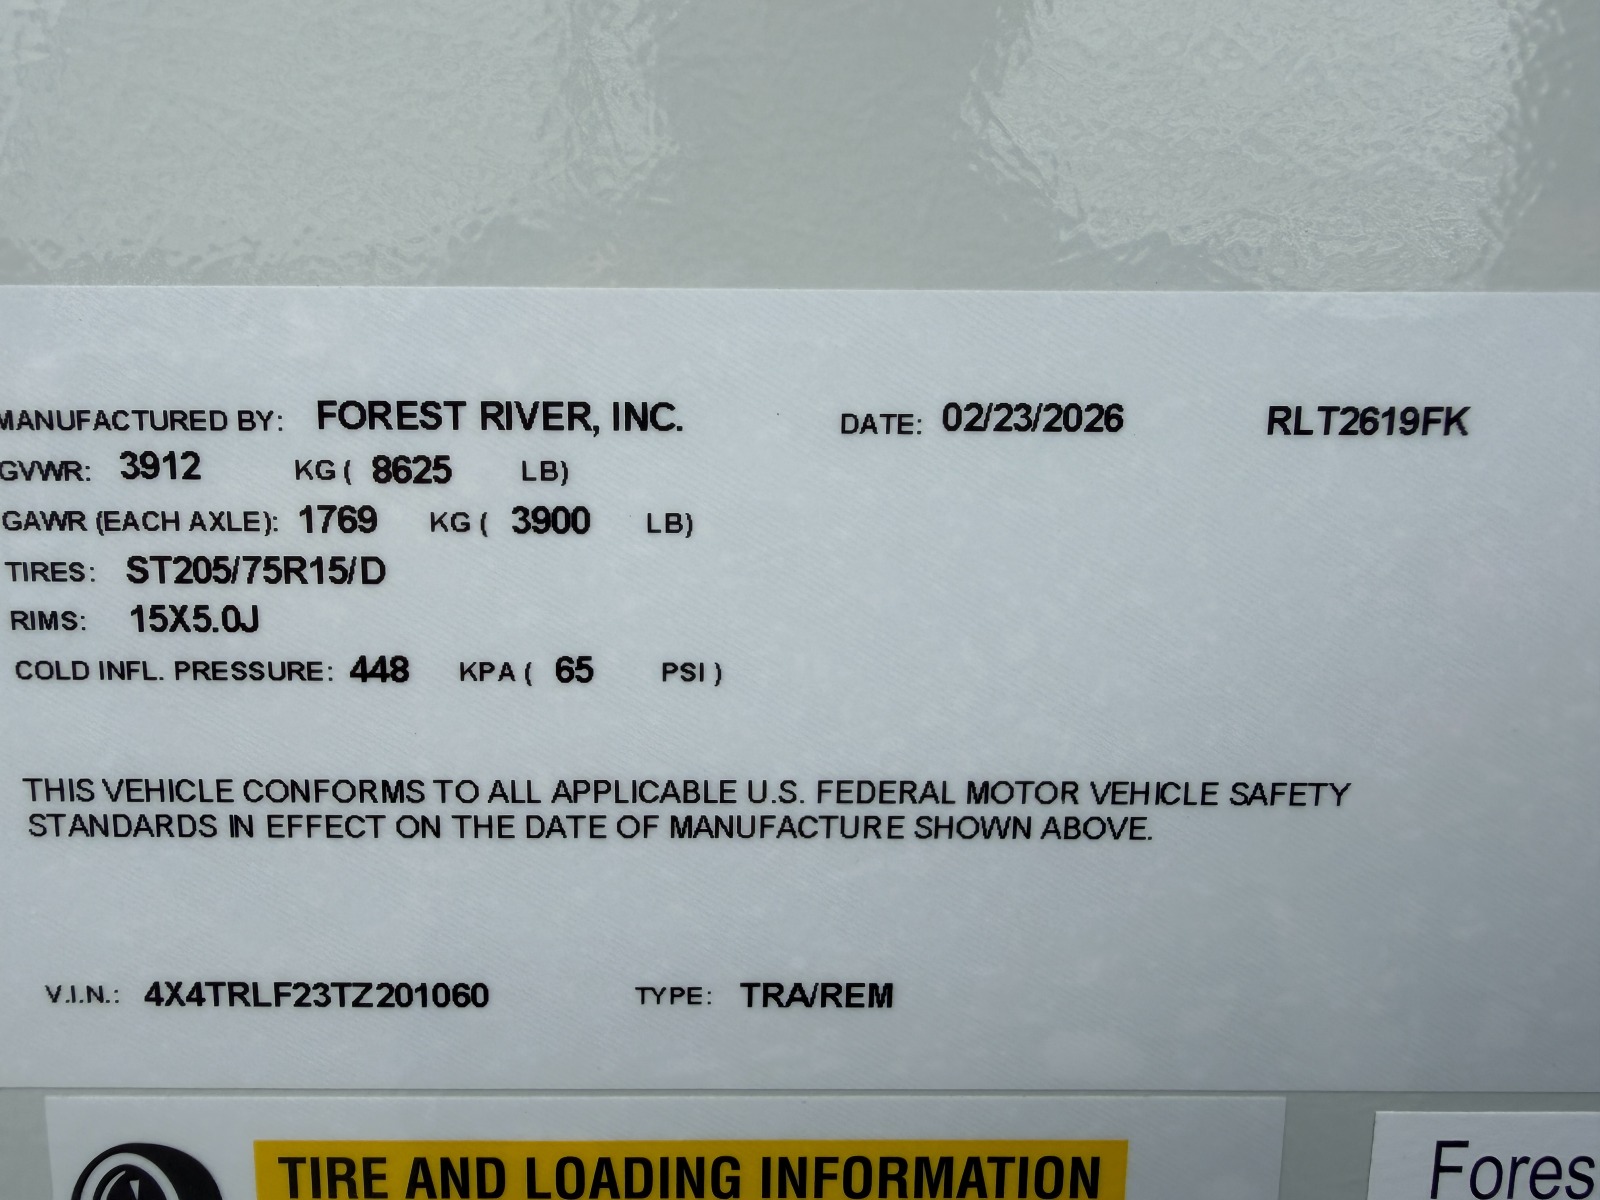 MANUFACTURED BY: FOREST RIVER, INC. DATE: 02/23/2026 RLT2619FK
GVWR: 3912 KG ( 8625 LB)
GAWR (EACH AXLE): 1769 KG ( 3900 LB)
TIRES: ST205/75R15/D
RIMS: 15X5.0J
COLD INFL. PRESSURE: 448 KPA ( 65 PSI )
THIS VEHICLE CONFORMS TO ALL APPLICABLE U.S. FEDERAL MOTOR VEHICLE SAFETY
STANDARDS IN EFFECT ON THE DATE OF MANUFACTURE SHOWN ABOVE.
V.I.N.: 4X4TRLF23TZ201060 TYPE: TRA/REM
TIRE AND LOADING INFORMATION
Fores